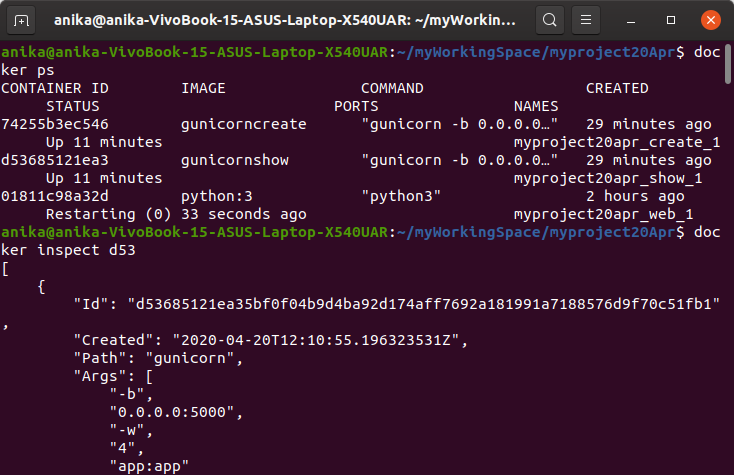 anika@anika-VivoBook-15-ASUS-Laptop-X540UAR: ~/myWorkin...
anika@anika-VivoBook-15-ASUS-Laptop-X540UAR:~/myWorkingSpace/myproject20Apr$ doc
ker ps
CONTAINER ID        IMAGE               COMMAND                  CREATED
     STATUS                          PORTS               NAMES
74255b3ec546        gunicorncreate      "gunicorn -b 0.0.0.0…"   29 minutes ago
     Up 11 minutes                                       myproject20apr_create_1
d53685121ea3        gunicornshow        "gunicorn -b 0.0.0.0…"   29 minutes ago
     Up 11 minutes                                       myproject20apr_show_1
01811c98a32d        python:3            "python3"                2 hours ago
     Restarting (0) 33 seconds ago                       myproject20apr_web_1
anika@anika-VivoBook-15-ASUS-Laptop-X540UAR:~/myWorkingSpace/myproject20Apr$ doc
ker inspect d53
[
    {
        "Id": "d53685121ea35bf0f04b9d4ba92d174aff7692a181991a7188576d9f70c51fb1"
,
        "Created": "2020-04-20T12:10:55.196323531Z",
        "Path": "gunicorn",
        "Args": [
            "-b",
            "0.0.0.0:5000",
            "-w",
            "4",
            "app:app"